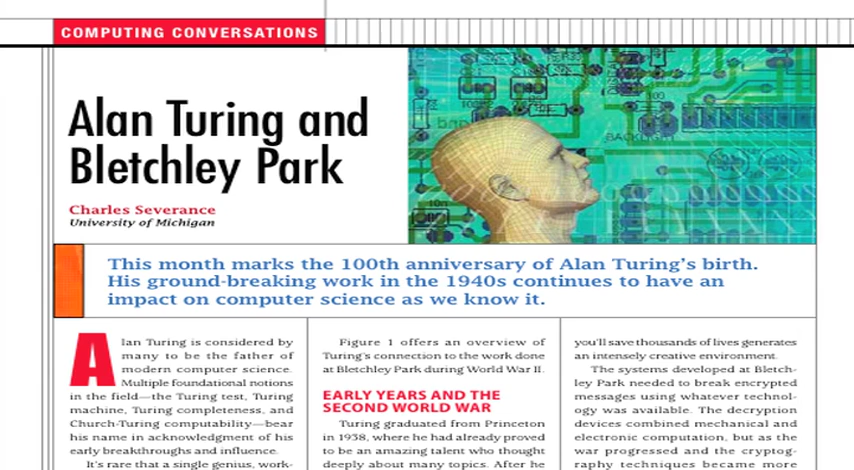 COMPUTING CONVERSATIONS
Alan Turing and
Bletchley Park
Charles Severance
University of Michigan
BACKLIGHT
10n
This month marks the 100th anniversary of Alan Turing's birth.
His ground-breaking work in the 1940s continues to have an
impact on computer science as we know it.
Alan Turing is considered by
many to be the father of
modern computer science.
Multiple foundational notions
in the field—the Turing test, Turing
machine, Turing completeness, and
Church-Turing computability—bear
his name in acknowledgment of his
early breakthroughs and influence.
It's rare that a single genius, work-
Figure 1 offers an overview of
Turing's connection to the work done
at Bletchley Park during World War II.
EARLY YEARS AND THE
SECOND WORLD WAR
Turing graduated from Princeton
in 1938, where he had already proved
to be an amazing talent who thought
deeply about many topics. After he
you'll save thousands of lives generates
an intensely creative environment.
The systems developed at Bletch-
ley Park needed to break encrypted
messages using whatever technol-
ogy was available. The decryption
devices combined mechanical and
electronic computation, but as the
war progressed and the cryptog-
raphy techniques became more